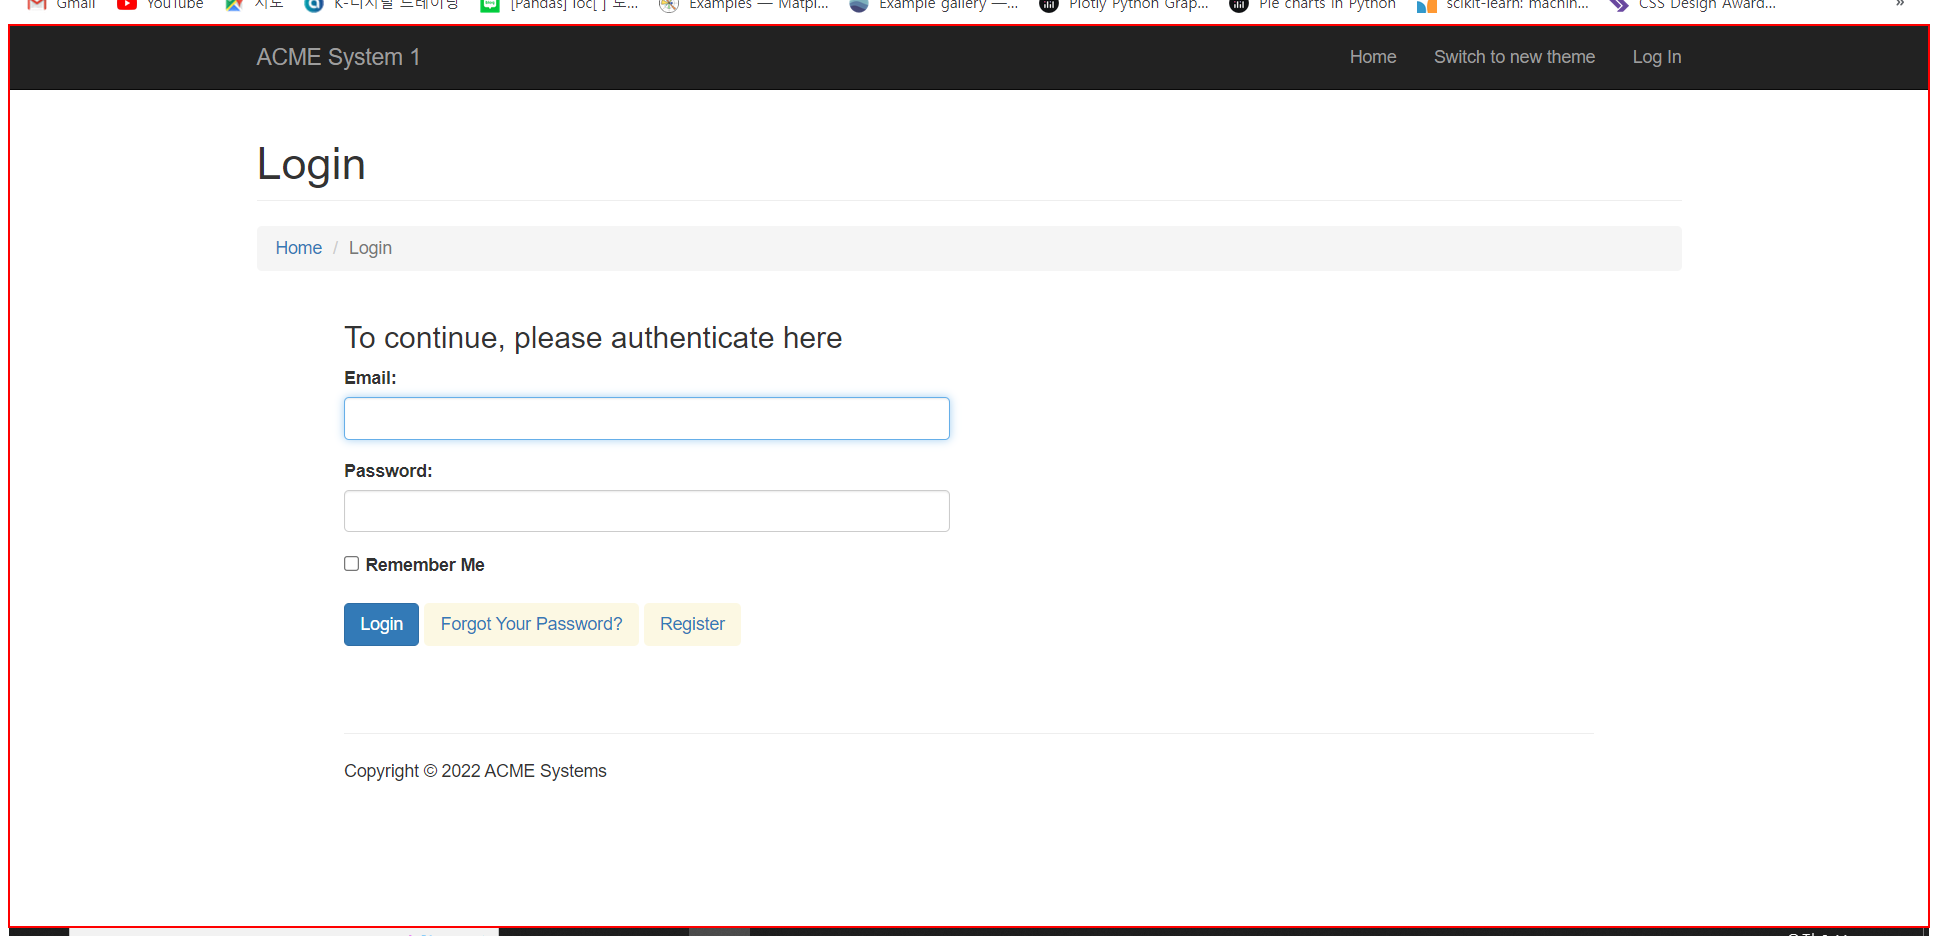 Gmail YouTube 지도 K-디지털 트레이닝 [Pandas] loc[ ] 도... Examples — Matpl... Example gallery —... Plotly Python Grap... Pie charts in Python scikit-learn: machin... CSS Design Award... »
ACME System 1 Home Switch to new theme Log In
Login
Home / Login
To continue, please authenticate here
Email:
Password:
Remember Me
Login Forgot Your Password? Register
Copyright © 2022 ACME Systems